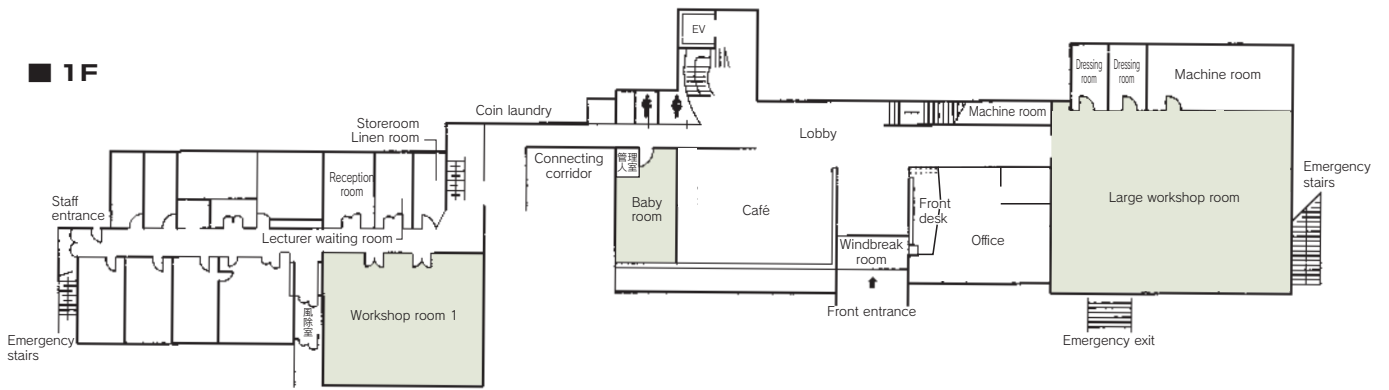 ■ 1F
EV
Dressing
room
Dressing
room
Machine room
Coin laundry
Storeroom
Linen room
Machine room
Lobby
Connecting
corridor
管理
人室
Reception
room
Emergency
stairs
Staff
entrance
Baby
room
Café
Front
desk
Large workshop room
Lecturer waiting room
Windbreak
room
Office
Workshop room 1
風除室
Front entrance
Emergency
stairs
Emergency exit